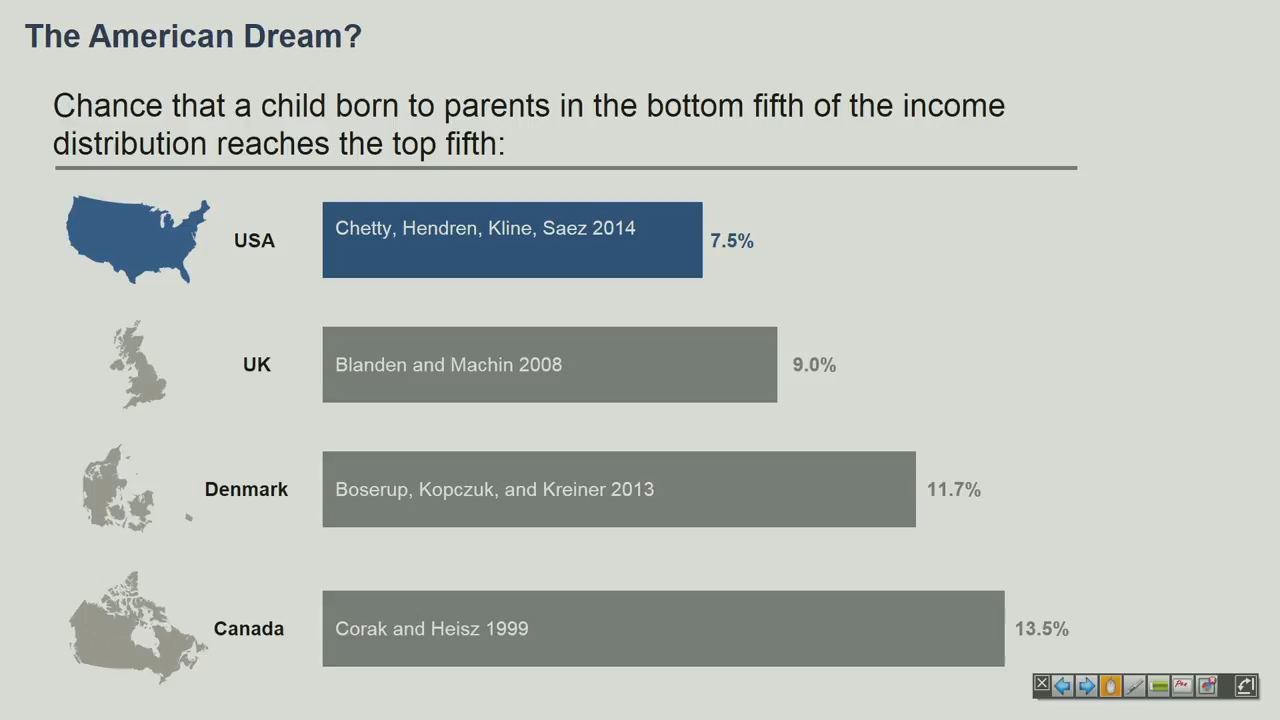 The American Dream?
Chance that a child born to parents in the bottom fifth of the income
distribution reaches the top fifth:
USA
Chetty, Hendren, Kline, Saez 2014
7.5%
UK
Blanden and Machin 2008
9.0%
Denmark
Boserup, Kopczuk, and Kreiner 2013
11.7%
Canada
Corak and Heisz 1999
13.5%